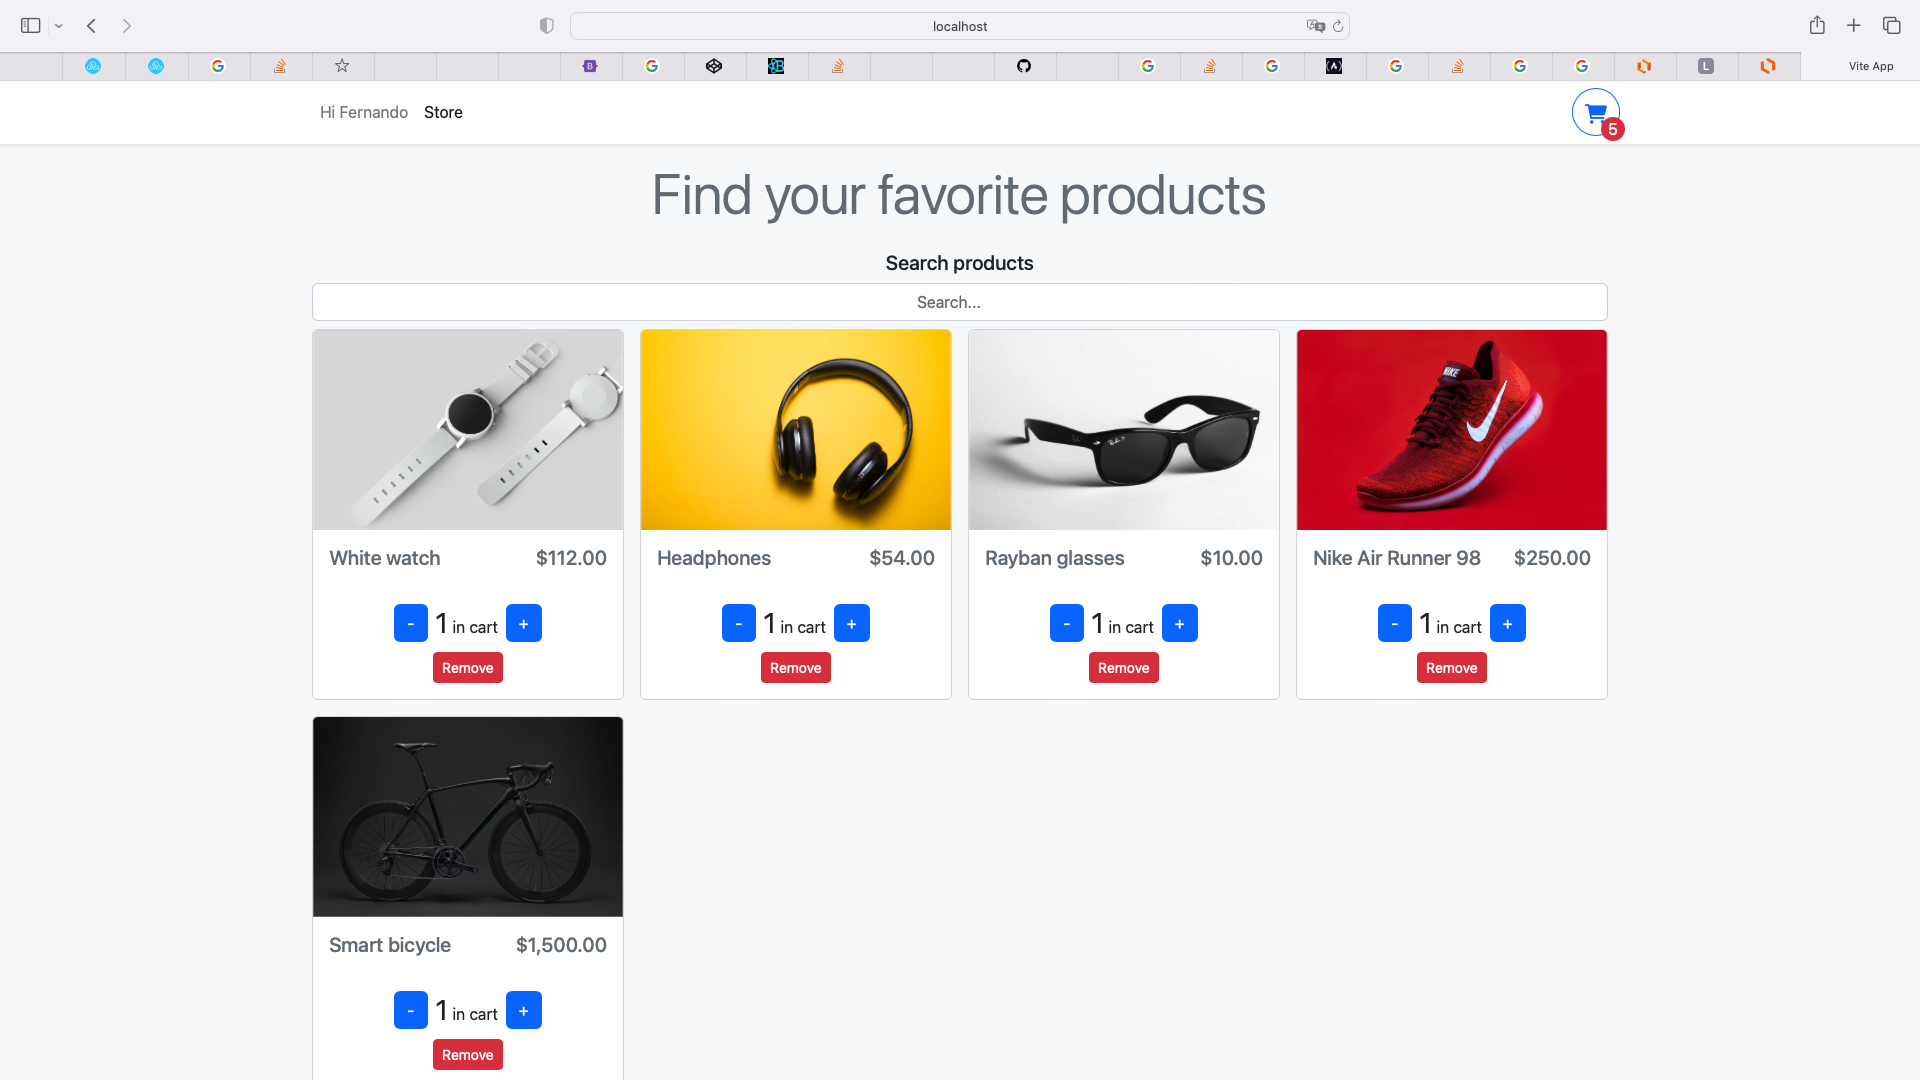 localhost
B
L
Vite App
Hi Fernando Store
5
Find your favorite products
Search products
Search...
NIKE
White watch $112.00
Headphones $54.00
Rayban glasses $10.00
Nike Air Runner 98 $250.00
- 1 in cart +
- 1 in cart +
- 1 in cart +
- 1 in cart +
Remove
Remove
Remove
Remove
Smart bicycle $1,500.00
- 1 in cart +
Remove